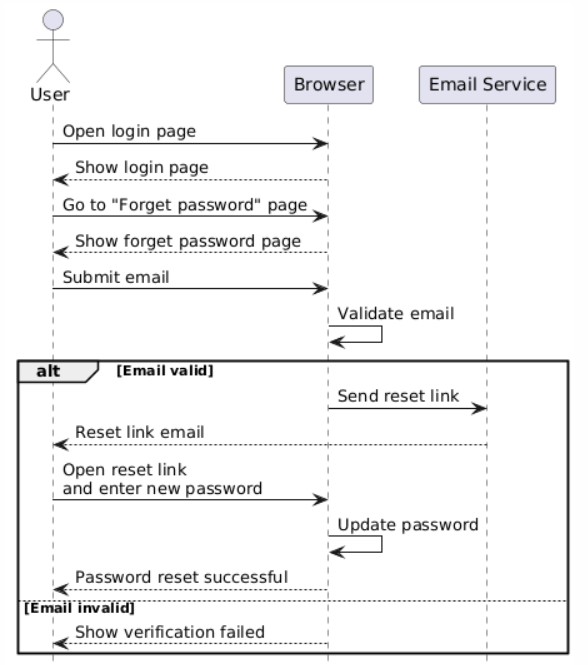 User
Browser
Email Service
Open login page
Show login page
Go to "Forget password" page
Show forget password page
Submit email
Validate email
alt
[Email valid]
Send reset link
Reset link email
Open reset link
and enter new password
Update password
Password reset successful
[Email invalid]
Show verification failed